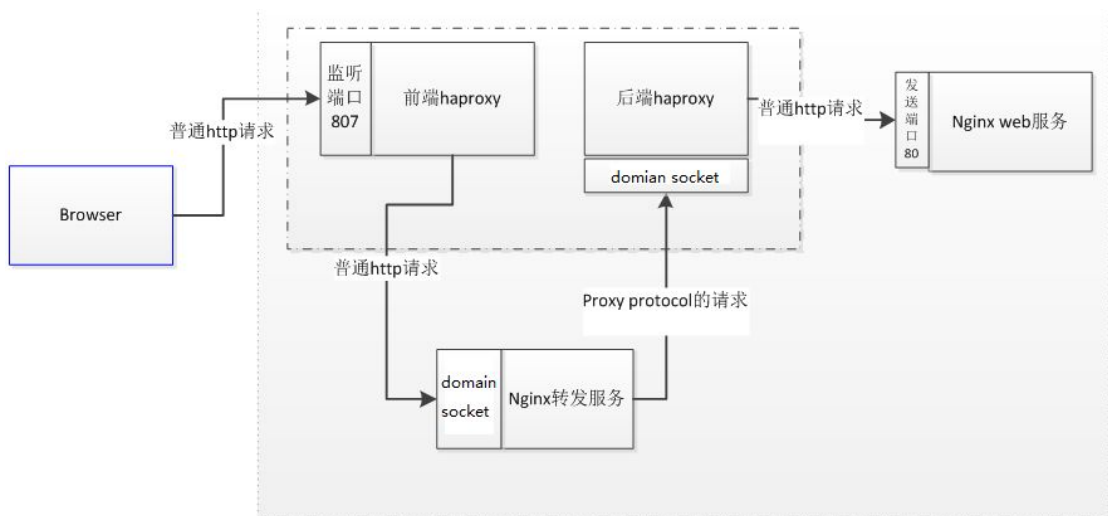 监听
端口
807
前端haproxy
后端haproxy
发
送
端
口
80
Nginx web服务
普通http请求
普通http请求
domian socket
Browser
普通http请求
Proxy protocol的请求
domain
socket
Nginx转发服务